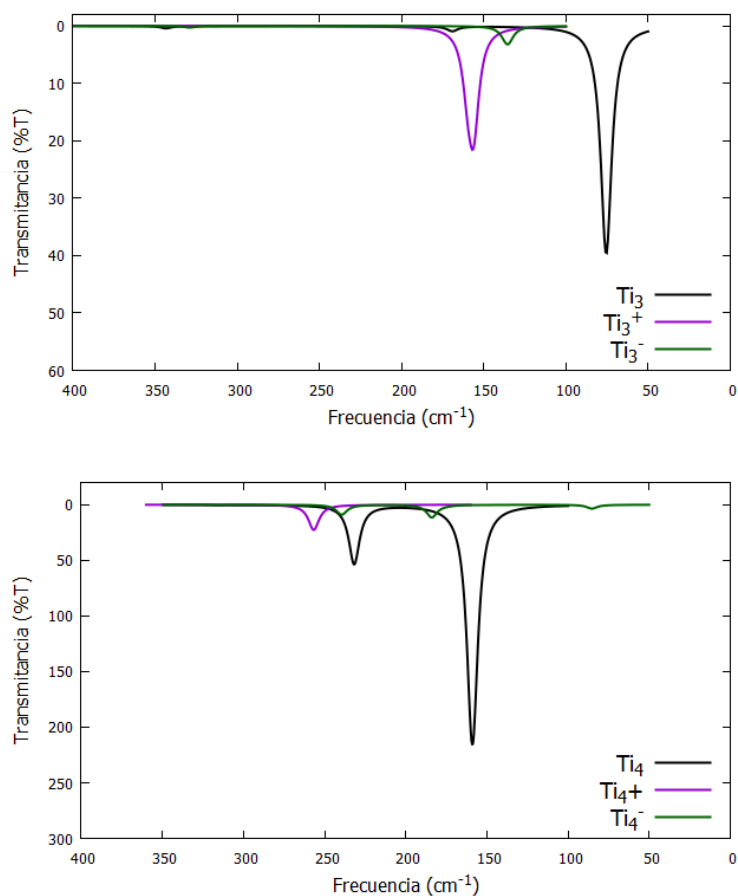 0
10
20
30
40
50
60
Transmitancia (%T)
Ti₃
Ti₃⁺
Ti₃⁻
400 350 300 250 200 150 100 50 0
Frecuencia (cm⁻¹)
0
50
100
150
200
250
300
Transmitancia (%T)
Ti₄
Ti₄+
Ti₄⁻
400 350 300 250 200 150 100 50 0
Frecuencia (cm⁻¹)